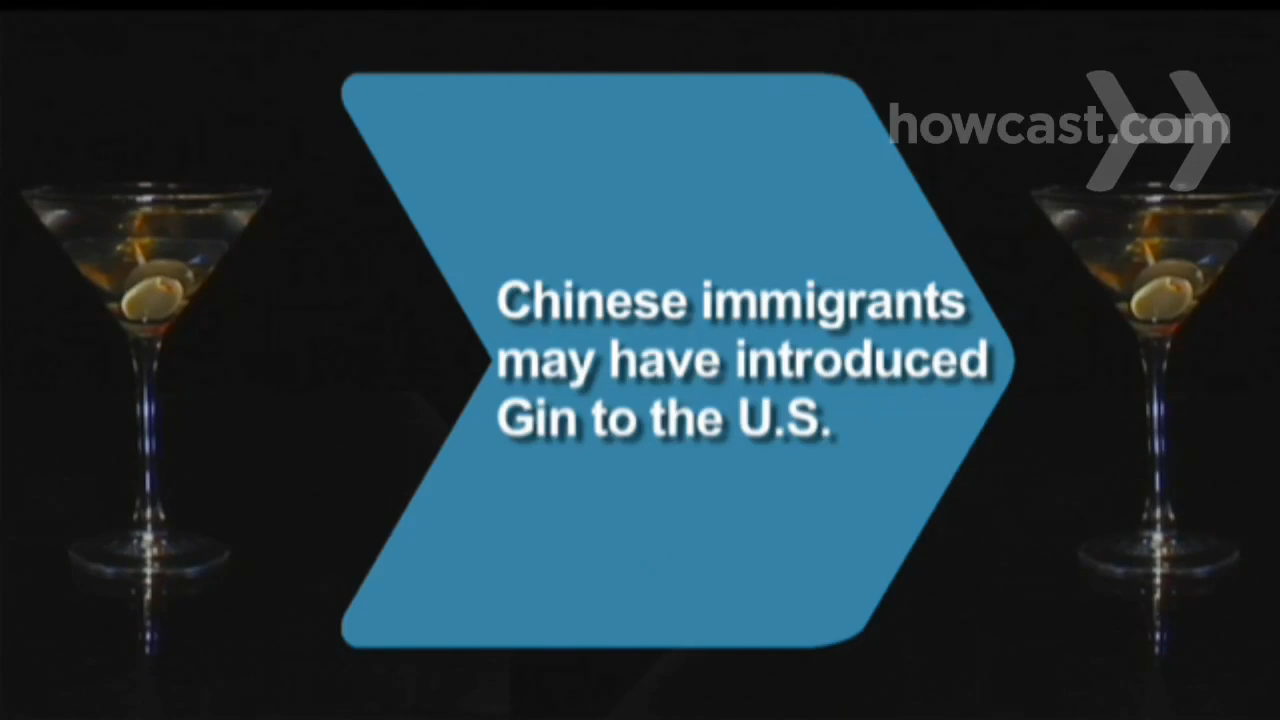 howcast.com
Chinese immigrants
may have introduced
Gin to the U.S.